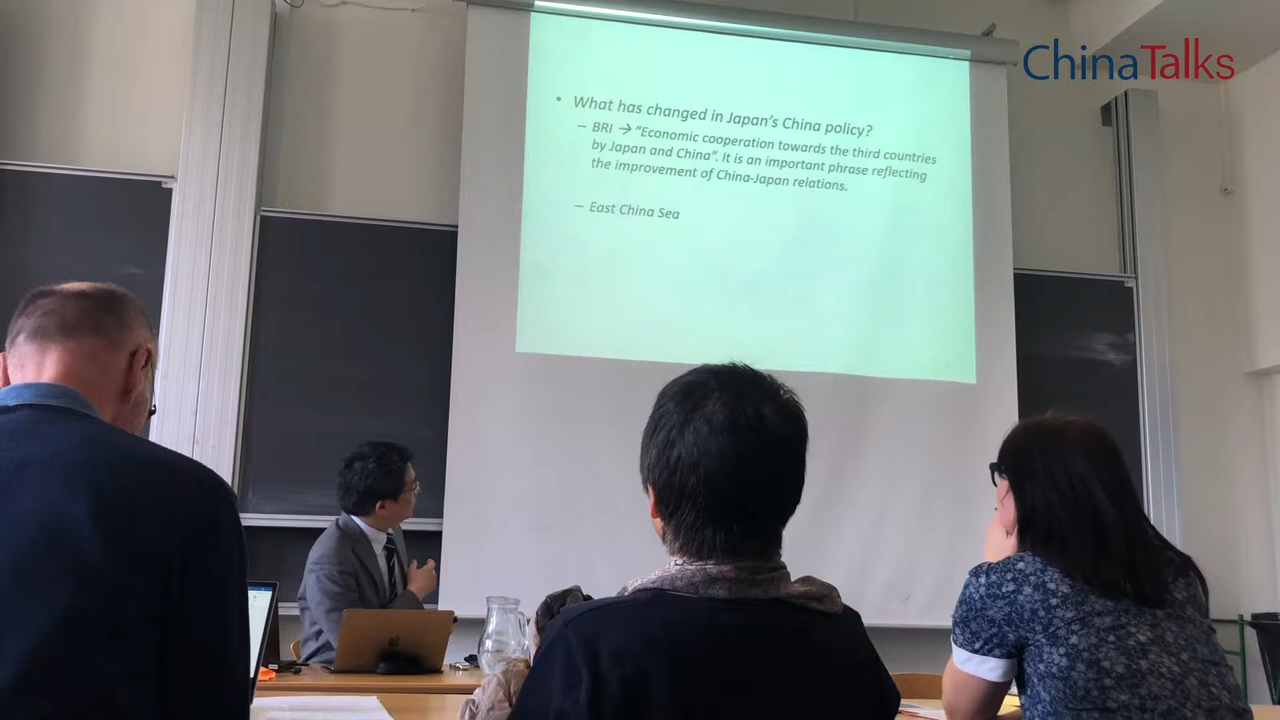 ChinaTalks
• What has changed in Japan's China policy?
– BRI → “Economic cooperation towards the third countries
by Japan and China”. It is an important phrase reflecting
the improvement of China-Japan relations.
– East China Sea